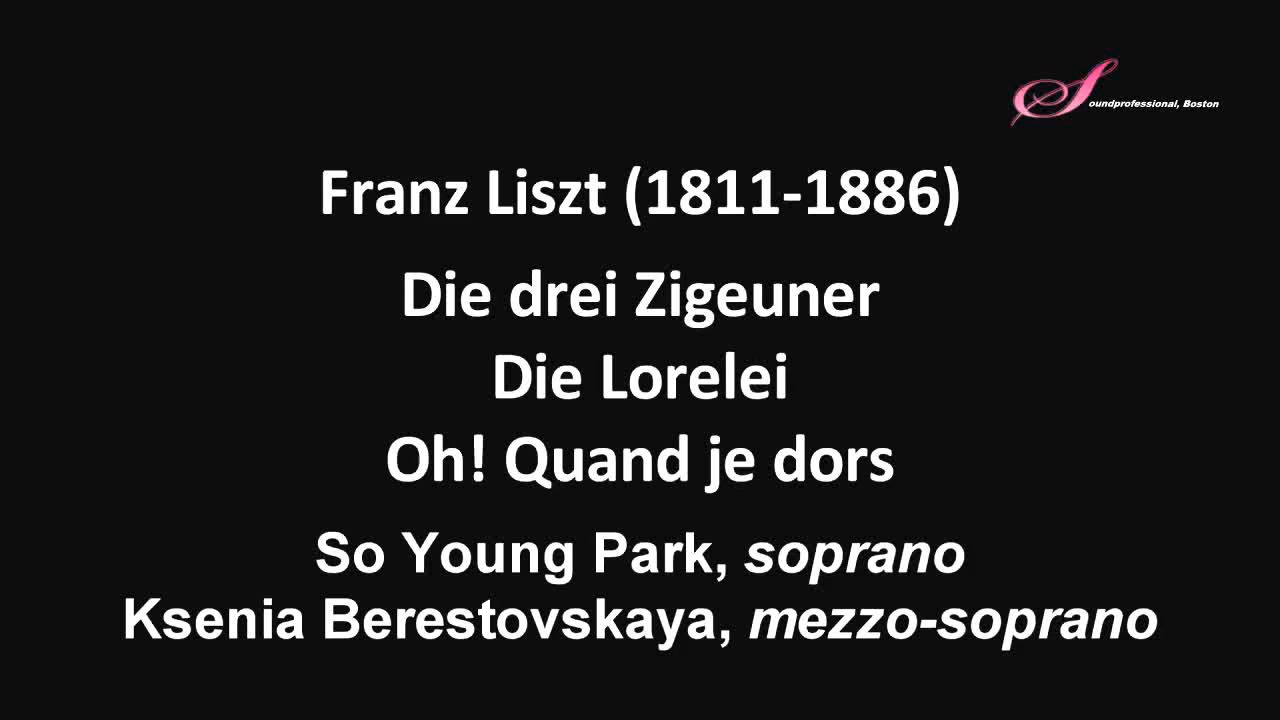 Soundprofessional, Boston
Franz Liszt (1811-1886)
Die drei Zigeuner
Die Lorelei
Oh! Quand je dors
So Young Park, soprano
Ksenia Berestovskaya, mezzo-soprano